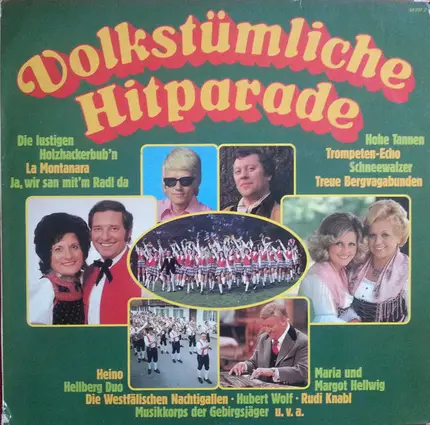 Volkstümliche
Hitparade
Die lustigen
Holzhackerbub'n
La Montanara
Ja, wir san mit'm Radl da
Hohe Tannen
Trompeten-Echo
Schneewalzer
Treue Bergvagabunden
Heino
Hellberg Duo
Maria und
Margot Hellwig
Die Westfälischen Nachtigallen · Hubert Wolf · Rudi Knabl
Musikkorps der Gebirgsjäger u. v. a.